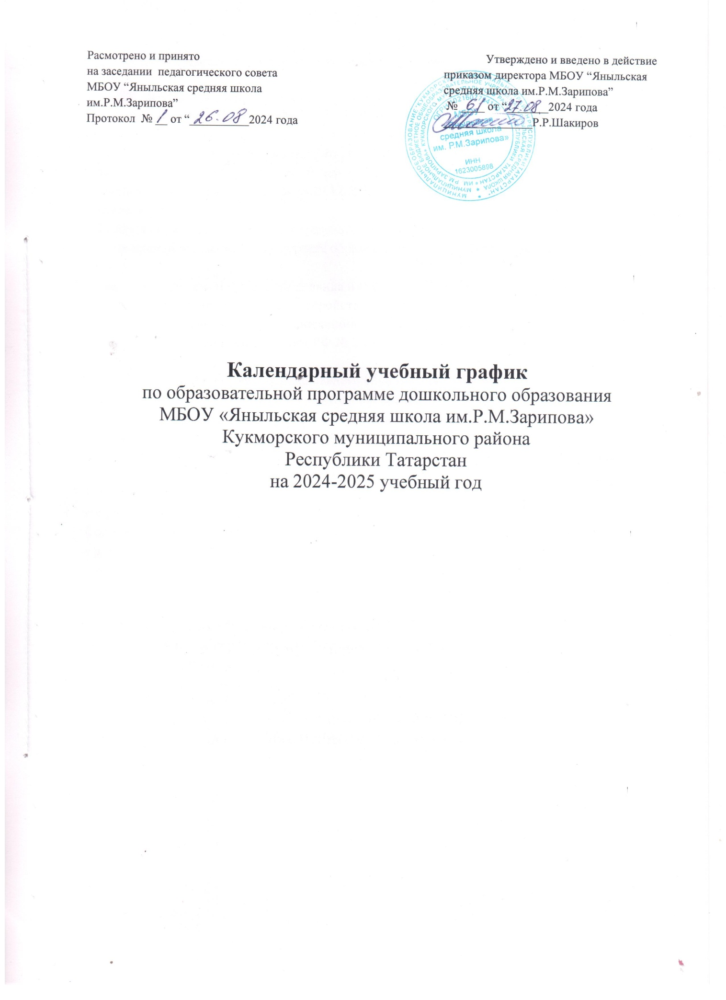 Расмотрено и принято
на заседании педагогического совета
МБОУ “Яныльская средняя школа
им.Р.М.Зарипова”
Протокол № 1 от “ 26.08 2024 года
Утверждено и введено в действие
приказом директора МБОУ “Яныльская
средняя школа им.Р.М.Зарипова”
№ 61 от “27.08 2024 года
Р.Р.Шакиров
МБОУ
средняя школа
им. Р.М.Зарипова»
ИНН
1623005898
Календарный учебный график
по образовательной программе дошкольного образования
МБОУ «Яныльская средняя школа им.Р.М.Зарипова»
Кукморского муниципального района
Республики Татарстан
на 2024-2025 учебный год